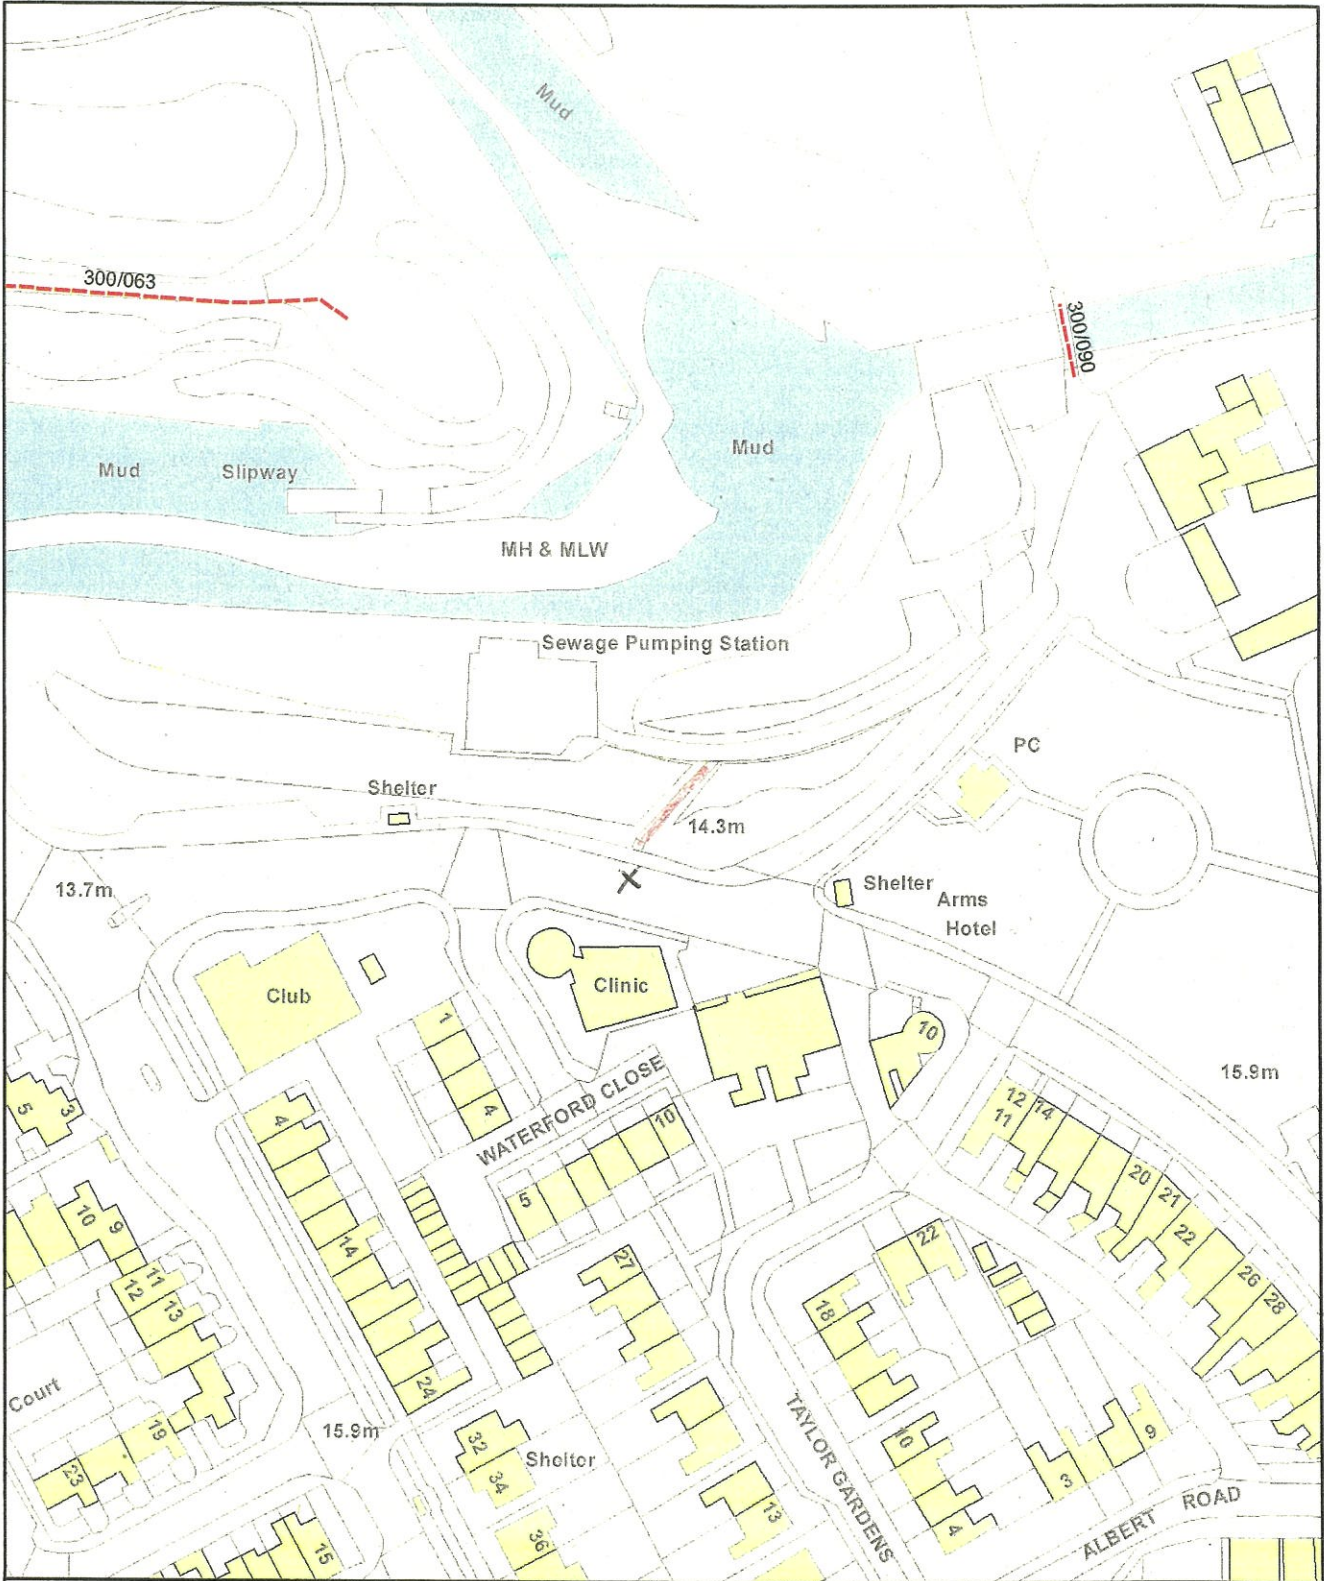 Mud
300/063
300/090
Mud
Slipway
Mud
MH & MLW
Sewage Pumping Station
PC
Shelter
14.3m
X
13.7m
Shelter
Arms
Hotel
Club
Clinic
1
10
15.9m
5
3
4
4
WATERFORD CLOSE
10
12
11
14
20
21
22
26
28
5
10
9
11
12
13
14
27
22
18
24
Court
19
23
15.9m
32
34
Shelter
36
15
13
TAYLOR GARDENS
10
4
3
9
ALBERT ROAD